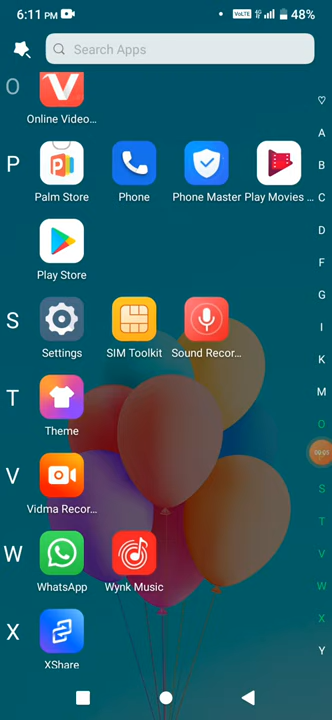 6:11 PM VoLTE 4G 48%
Search Apps
O
Online Video...
P
Palm Store Phone Phone Master Play Movies ...
Play Store
S
Settings SIM Toolkit Sound Recor...
T
Theme
V
Vidma Recor...
W
WhatsApp Wynk Music
X
XShare
A
B
C
D
F
G
I
K
M
O
S
T
V
W
X
Y